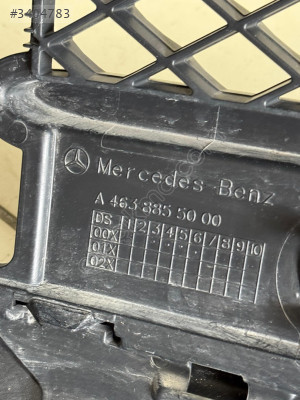 #3414783
Mercedes-Benz
A 463 885 50 00
DS 1 2 3 4 5 6 7 8 9 10
00X
01X
02X